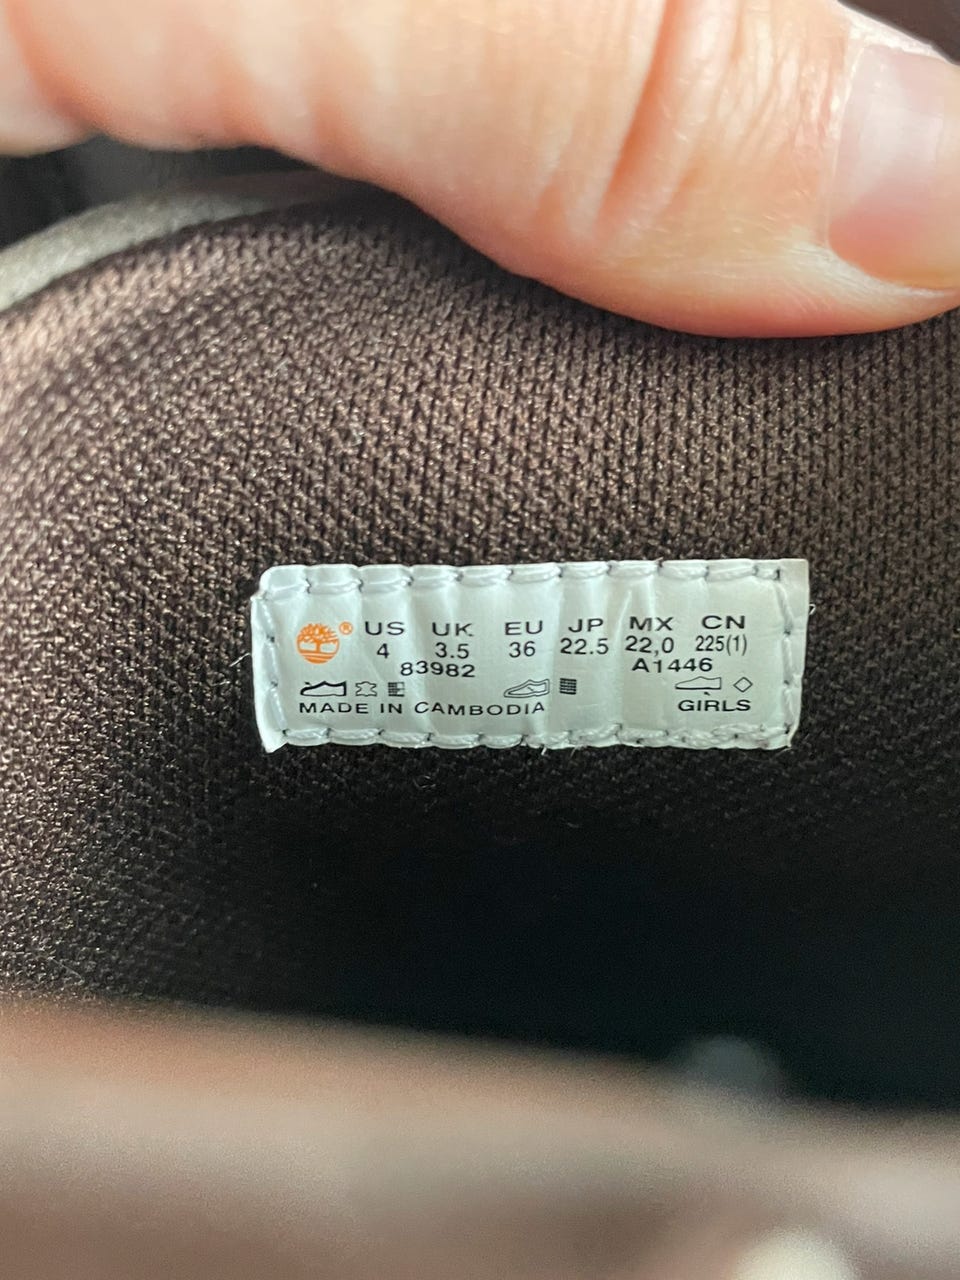 ® US UK EU JP MX CN
4 3.5 36 22.5 22,0 225(1)
83982 A1446
MADE IN CAMBODIA GIRLS